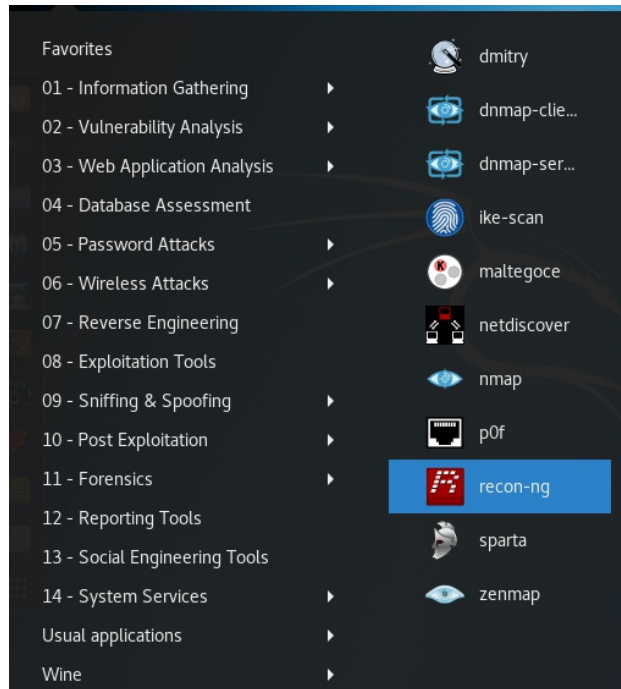 Favorites
01 - Information Gathering
02 - Vulnerability Analysis
03 - Web Application Analysis
04 - Database Assessment
05 - Password Attacks
06 - Wireless Attacks
07 - Reverse Engineering
08 - Exploitation Tools
09 - Sniffing & Spoofing
10 - Post Exploitation
11 - Forensics
12 - Reporting Tools
13 - Social Engineering Tools
14 - System Services
Usual applications
Wine
dmitry
dnmap-clie...
dnmap-ser...
ike-scan
maltegoce
netdiscover
nmap
p0f
recon-ng
sparta
zenmap